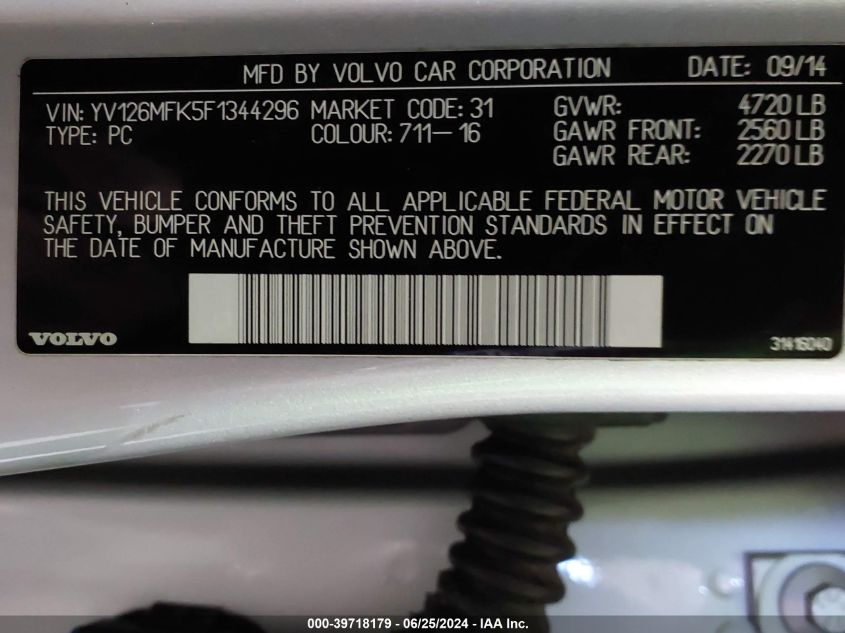 MFD BY VOLVO CAR CORPORATION DATE: 09/14
VIN: YV126MFK5F1344296 MARKET CODE: 31 GVWR: 4720 LB
TYPE: PC COLOUR: 711-16 GAWR FRONT: 2560 LB
GAWR REAR: 2270 LB
THIS VEHICLE CONFORMS TO ALL APPLICABLE FEDERAL MOTOR VEHICLE
SAFETY, BUMPER AND THEFT PREVENTION STANDARDS IN EFFECT ON
THE DATE OF MANUFACTURE SHOWN ABOVE.
VOLVO 31416040
000-39718179 - 06/25/2024 - IAA Inc.